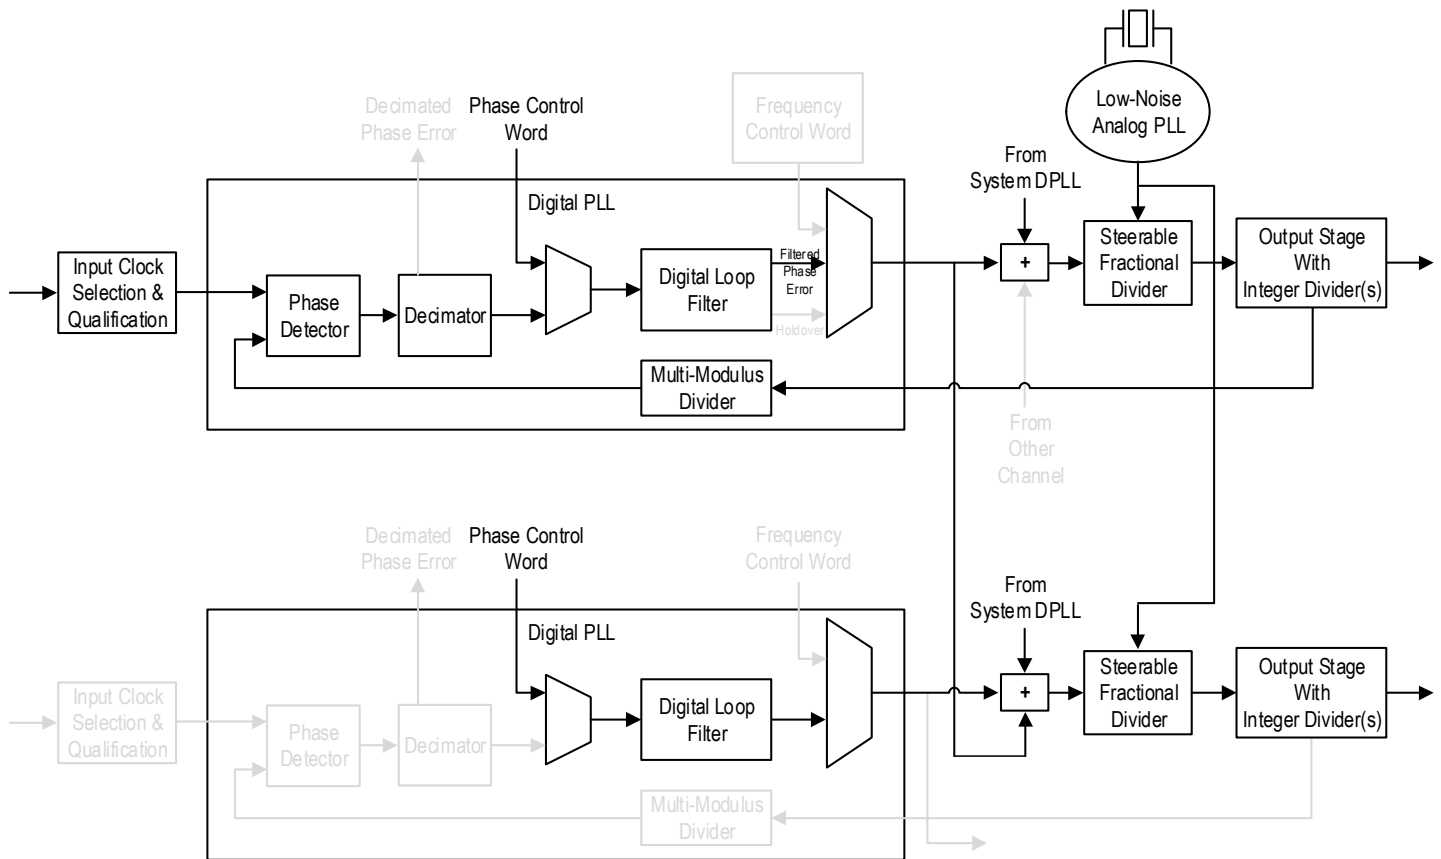 Low-Noise
Analog PLL
Decimated
Phase Error
Phase Control
Word
Frequency
Control Word
From
System DPLL
Digital PLL
Input Clock
Selection &
Qualification
Phase
Detector
Decimator
Digital Loop
Filter
Filtered
Phase
Error
Holdover
+
Steerable
Fractional
Divider
Output Stage
With
Integer Divider(s)
Multi-Modulus
Divider
From
Other
Channel
Decimated
Phase Error
Phase Control
Word
Frequency
Control Word
From
System DPLL
Digital PLL
Input Clock
Selection &
Qualification
Phase
Detector
Decimator
Digital Loop
Filter
+
Steerable
Fractional
Divider
Output Stage
With
Integer Divider(s)
Multi-Modulus
Divider